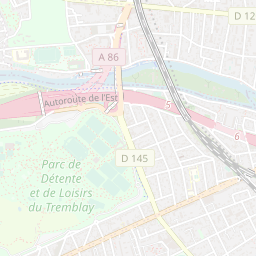 D 12
A 86
Autoroute de l'Est
5
6
D 145
Parc de
Détente
et de Loisirs
du Tremblay